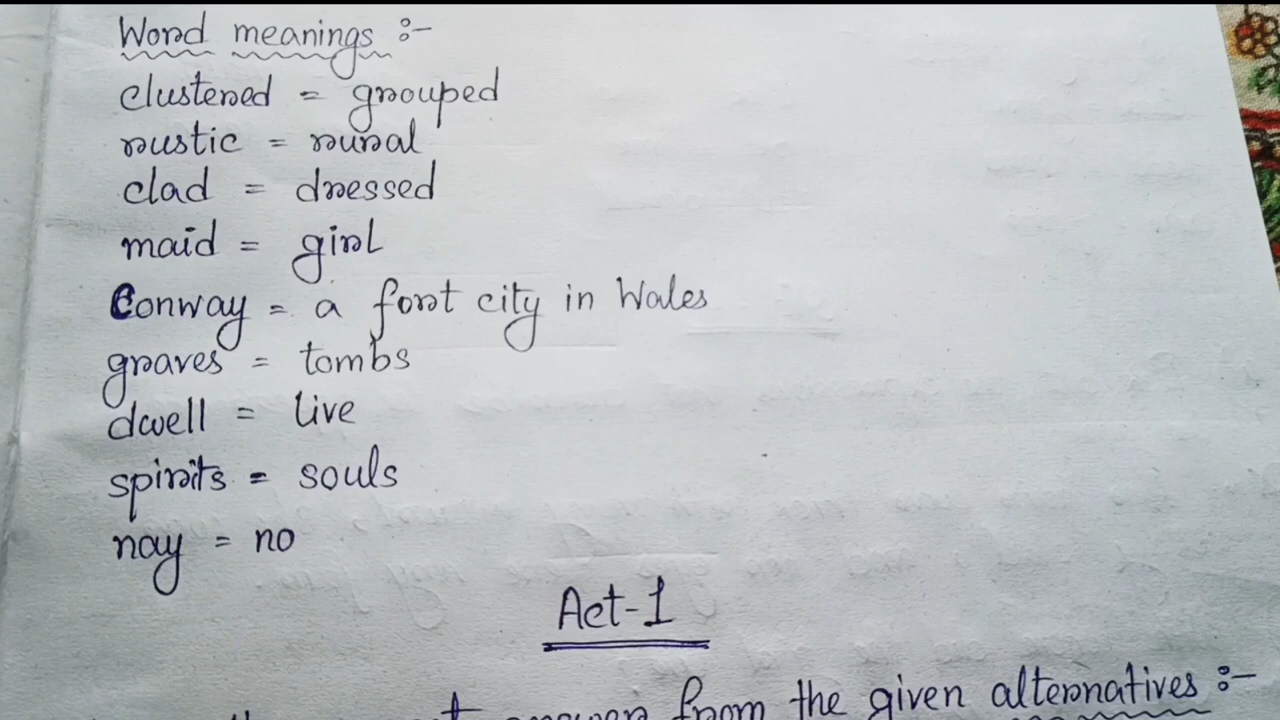 Word meanings :-
clustered = grouped
rustic = rural
clad = dressed
maid = girl
Conway = a fort city in Wales
graves = tombs
dwell = live
spirits = souls
nay = no
Act-1
answer from the given alternatives :-